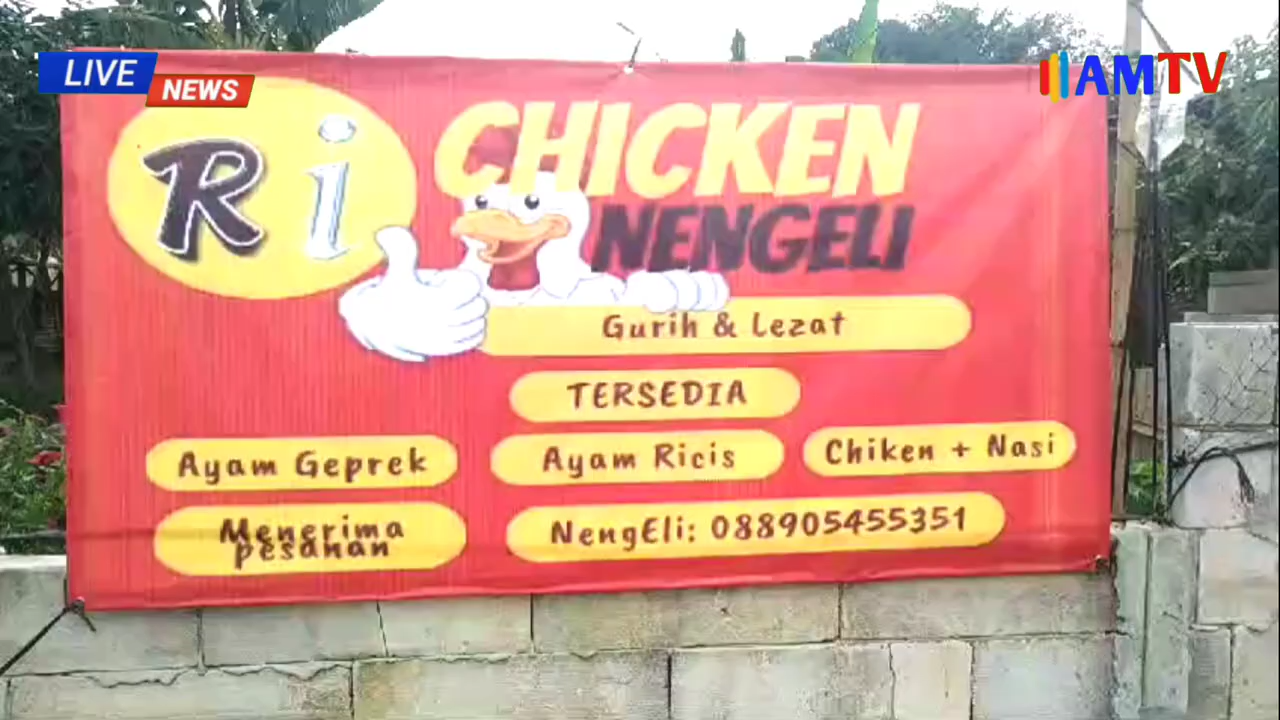 LIVE
NEWS
AMTV
Ri
CHICKEN
NENGELI
Gurih & Lezat
TERSEDIA
Ayam Geprek
Ayam Ricis
Chiken + Nasi
Menerima
pesanan
NengEli: 088905455351